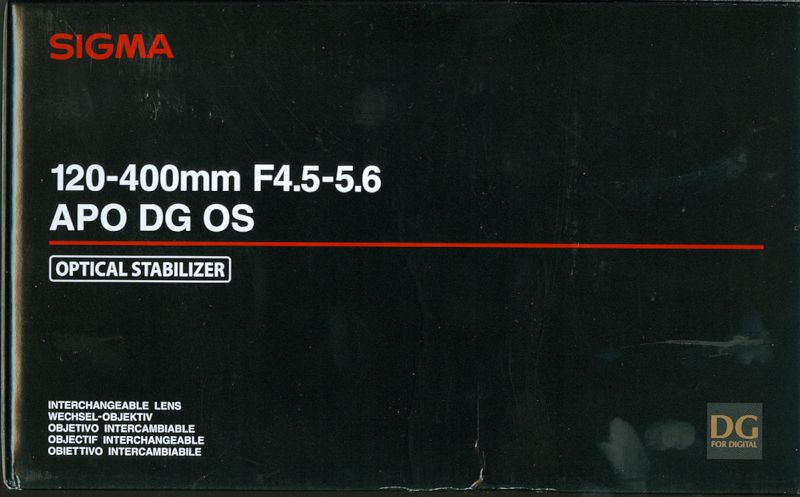 SIGMA
120-400mm F4.5-5.6
APO DG OS
OPTICAL STABILIZER
INTERCHANGEABLE LENS
WECHSEL-OBJEKTIV
OBJETIVO INTERCAMBIABLE
OBJECTIF INTERCHANGEABLE
OBIETTIVO INTERCAMBIABILE
DG
FOR DIGITAL